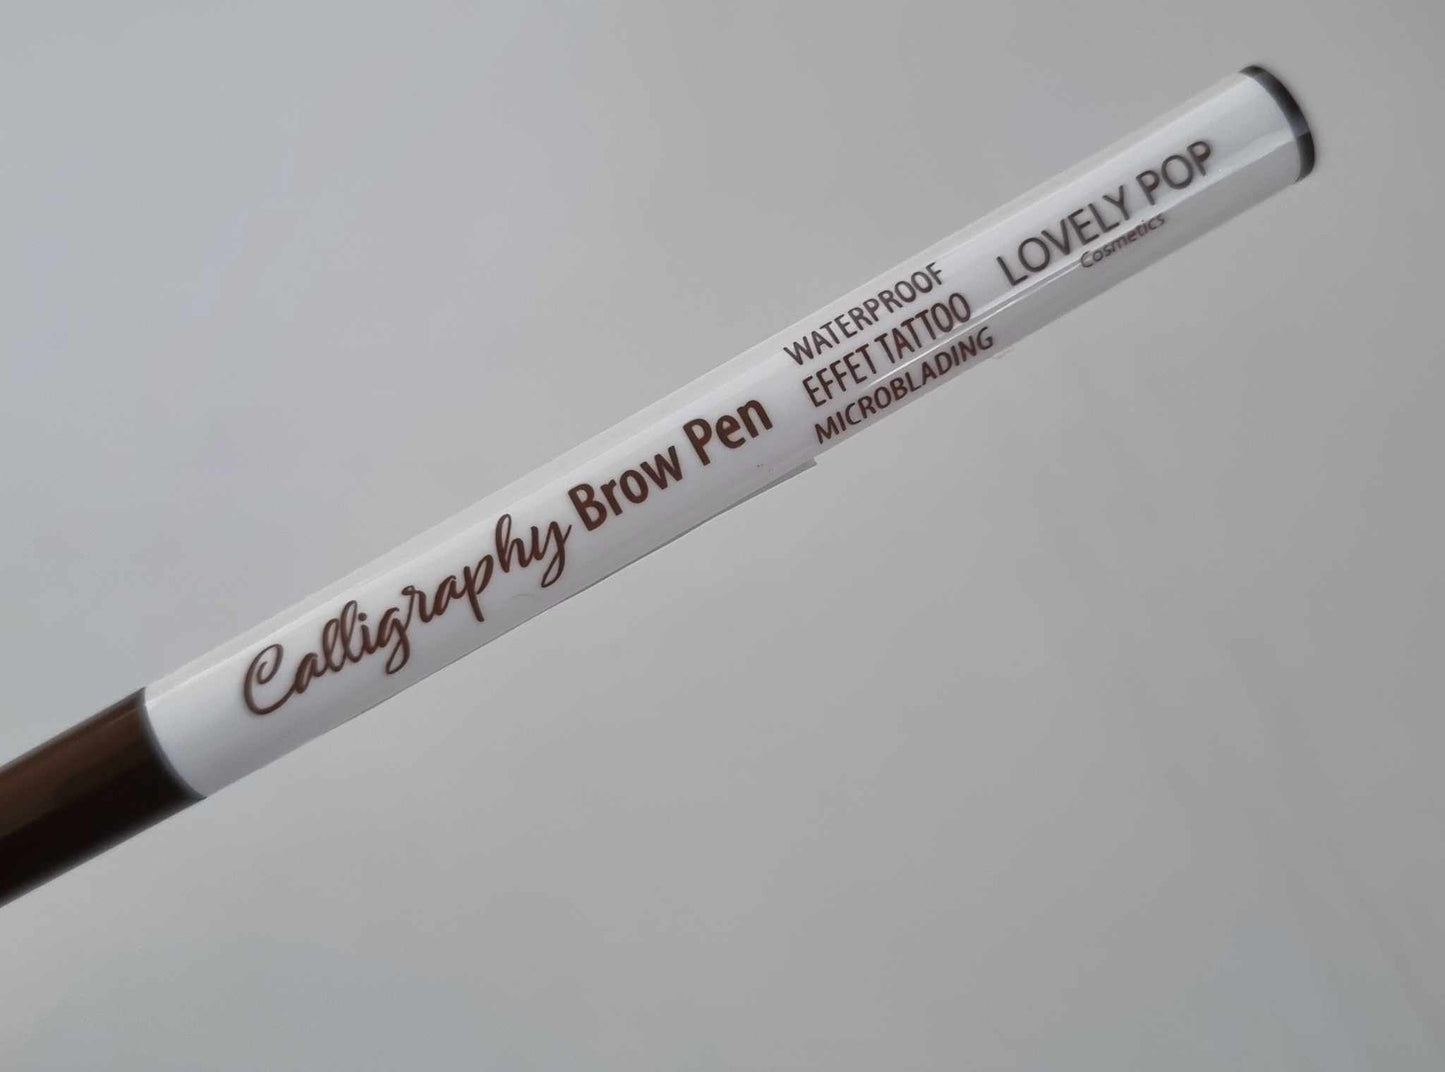 Calligraphy Brow Pen
WATERPROOF
EFFET TATTOO
MICROBLADING
LOVELY POP
Cosmetics